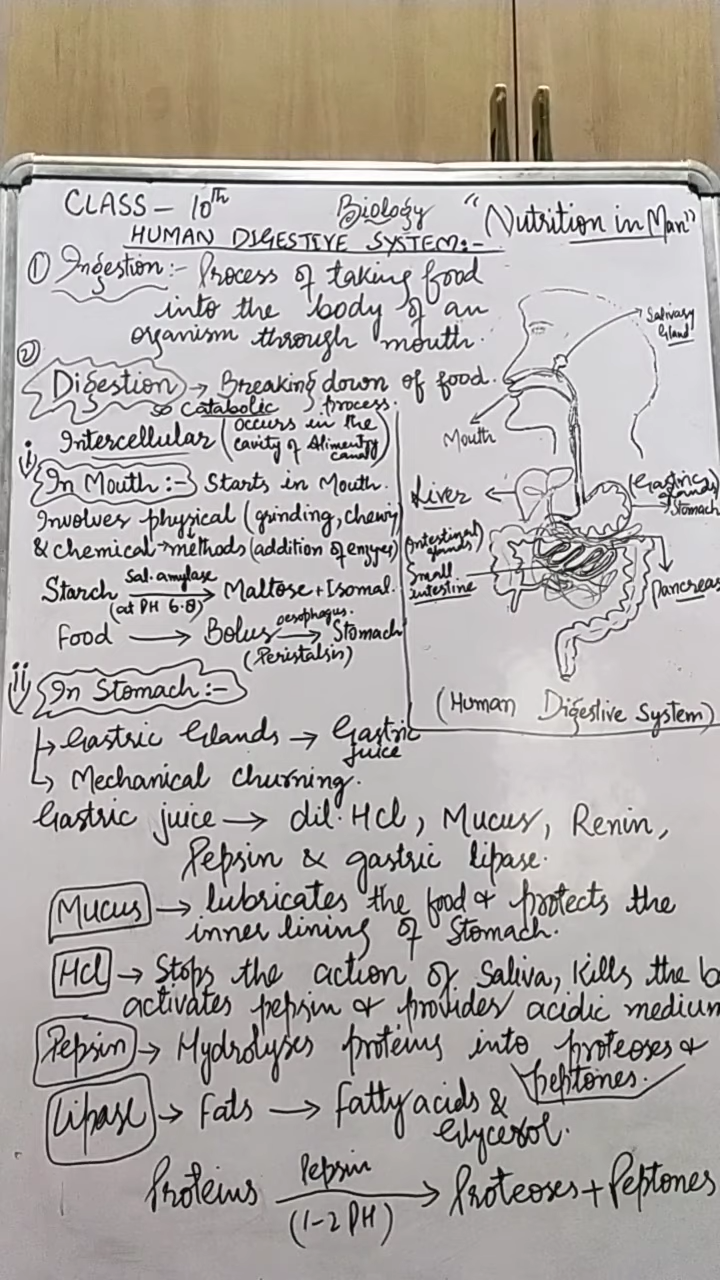 CLASS – 10th Biology "Nutrition in Man"
HUMAN DIGESTIVE SYSTEM:-
① Ingestion:- Process of taking food
into the body of an
organism through mouth.
② Digestion → Breaking down of food.
Catabolic process.
Intercellular (occurs in the
cavity of Alimentry
canal)
i) In Mouth:- Starts in Mouth.
Involves physical (grinding, chewing
& chemical → methods (addition of enzyes)
Starch Sal. amylase → Maltose + Isomal.
(at PH 6.8)
Food → Bolus oesophagus. → Stomach
(Peristalsis)
Salivary
Gland
Mouth
Liver
(Gastric
glands)
Stomach
(Intestinal
glands)
Small
intestine
Pancreas
(Human Digestive System)
ii) In Stomach:-
→ Gastric Glands → Gastric
Juice
→ Mechanical churning.
Gastric juice → dil. HCl, Mucus, Renin,
Pepsin & gastric lipase.
Mucus → lubricates the food & protects the
inner lining of Stomach.
HCl → Stops the action of Saliva, Kills the b
activates pepsin & provides acidic medium
Pepsin → Hydrolyses proteins into proteoses &
peptones.
Lipase → Fats → Fatty acids &
Glycerol.
Proteins Pepsin → Proteoses + Peptones
(1-2 PH)